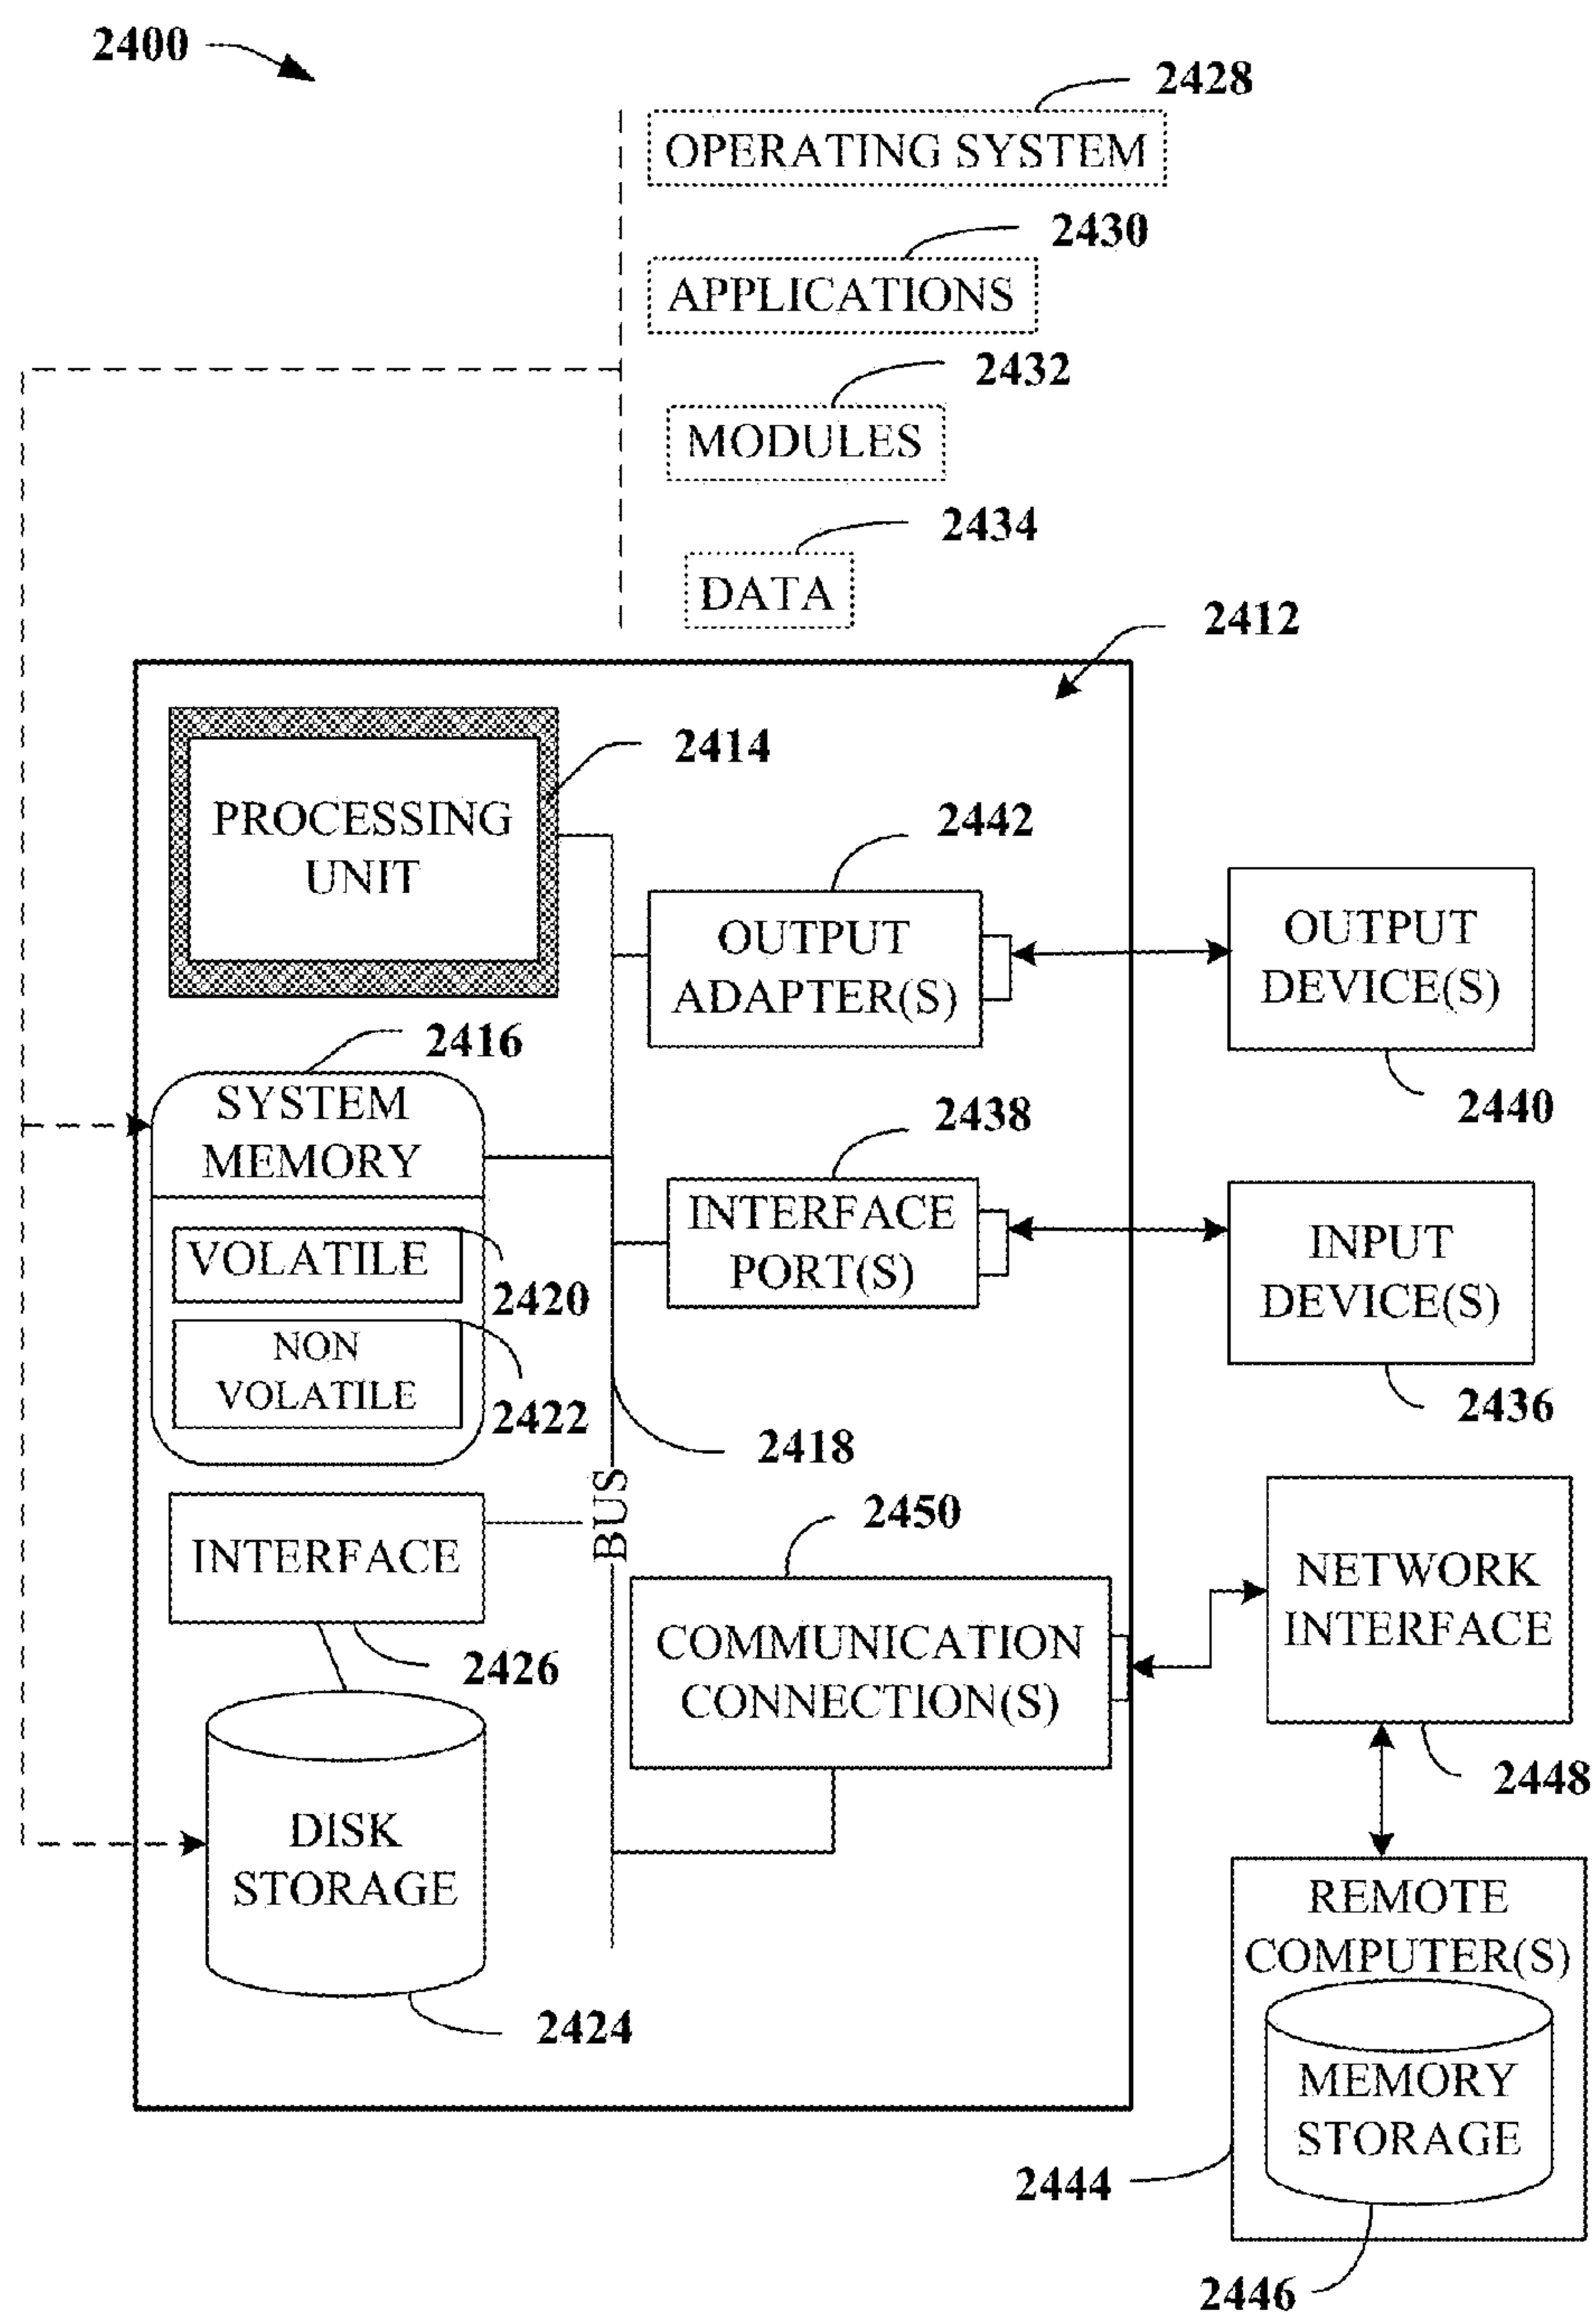 2400
2428
OPERATING SYSTEM
2430
APPLICATIONS
2432
MODULES
2434
DATA
2412
2414
PROCESSING
UNIT
2442
OUTPUT
ADAPTER(S)
OUTPUT
DEVICE(S)
2440
2416
SYSTEM
MEMORY
VOLATILE
2420
NON
VOLATILE
2422
2438
INTERFACE
PORT(S)
INPUT
DEVICE(S)
2436
2418
BUS
INTERFACE
2426
2450
COMMUNICATION
CONNECTION(S)
NETWORK
INTERFACE
2448
DISK
STORAGE
2424
REMOTE
COMPUTER(S)
MEMORY
STORAGE
2444
2446